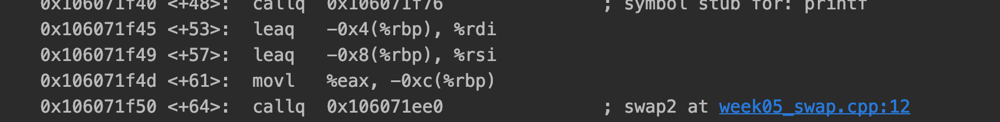 0x106071f40 <+48>: callq 0x106071f76 ; symbol stub for: printf
0x106071f45 <+53>: leaq -0x4(%rbp), %rdi
0x106071f49 <+57>: leaq -0x8(%rbp), %rsi
0x106071f4d <+61>: movl %eax, -0xc(%rbp)
0x106071f50 <+64>: callq 0x106071ee0 ; swap2 at week05_swap.cpp:12